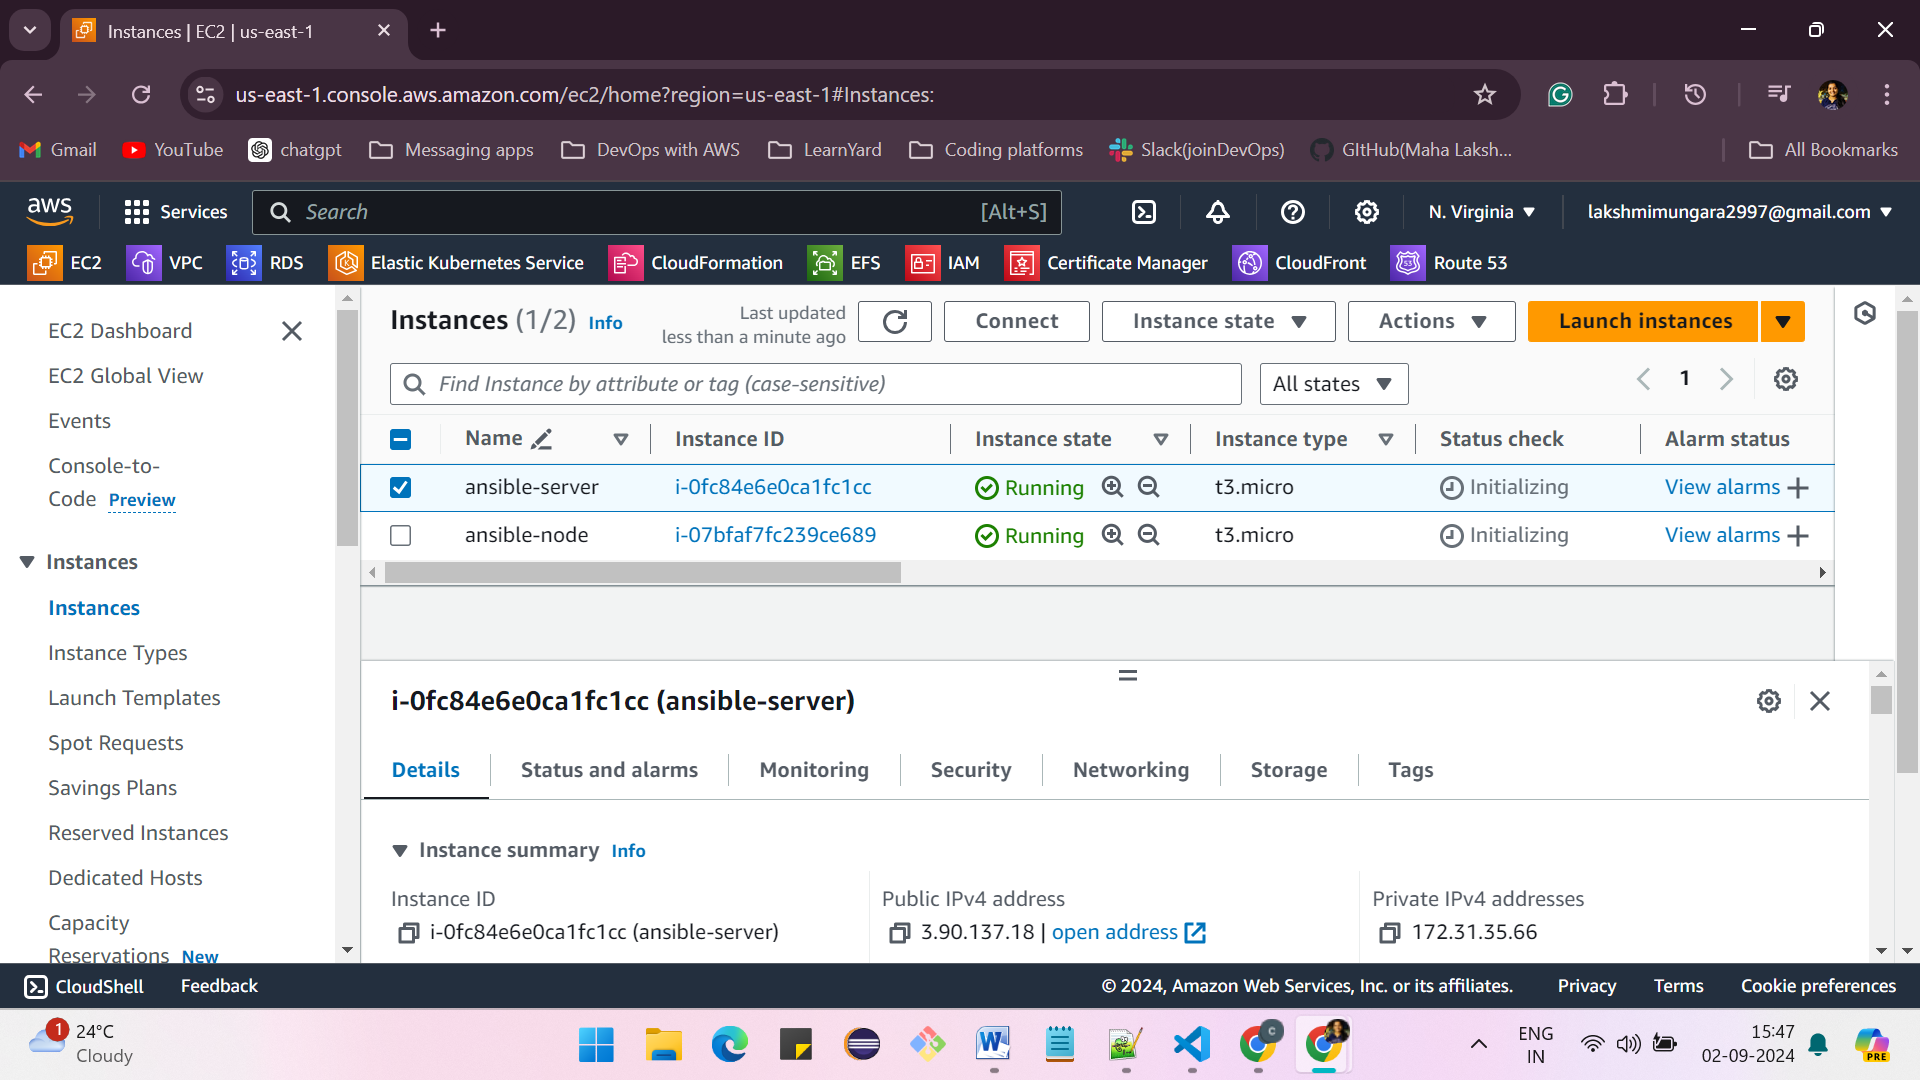 Instances | EC2 | us-east-1
us-east-1.console.aws.amazon.com/ec2/home?region=us-east-1#Instances:
Gmail YouTube chatgpt Messaging apps DevOps with AWS LearnYard Coding platforms Slack(joinDevOps) GItHub(Maha Laksh... All Bookmarks
aws Services Search [Alt+S] N. Virginia lakshmimungara2997@gmail.com
EC2 VPC RDS Elastic Kubernetes Service CloudFormation EFS IAM Certificate Manager CloudFront Route 53
EC2 Dashboard
EC2 Global View
Events
Console-to-
Code Preview
Instances
Instances
Instance Types
Launch Templates
Spot Requests
Savings Plans
Reserved Instances
Dedicated Hosts
Capacity
Reservations New
Instances (1/2) Info
Last updated
less than a minute ago
Connect Instance state Actions Launch instances
Find Instance by attribute or tag (case-sensitive) All states 1
Name Instance ID Instance state Instance type Status check Alarm status
ansible-server i-0fc84e6e0ca1fc1cc Running t3.micro Initializing View alarms
ansible-node i-07bfaf7fc239ce689 Running t3.micro Initializing View alarms
i-0fc84e6e0ca1fc1cc (ansible-server)
Details Status and alarms Monitoring Security Networking Storage Tags
Instance summary Info
Instance ID
i-0fc84e6e0ca1fc1cc (ansible-server)
Public IPv4 address
3.90.137.18 | open address
Private IPv4 addresses
172.31.35.66
CloudShell Feedback © 2024, Amazon Web Services, Inc. or its affiliates. Privacy Terms Cookie preferences
1
24°C
Cloudy
W
C
ENG
IN
15:47
02-09-2024
PRE